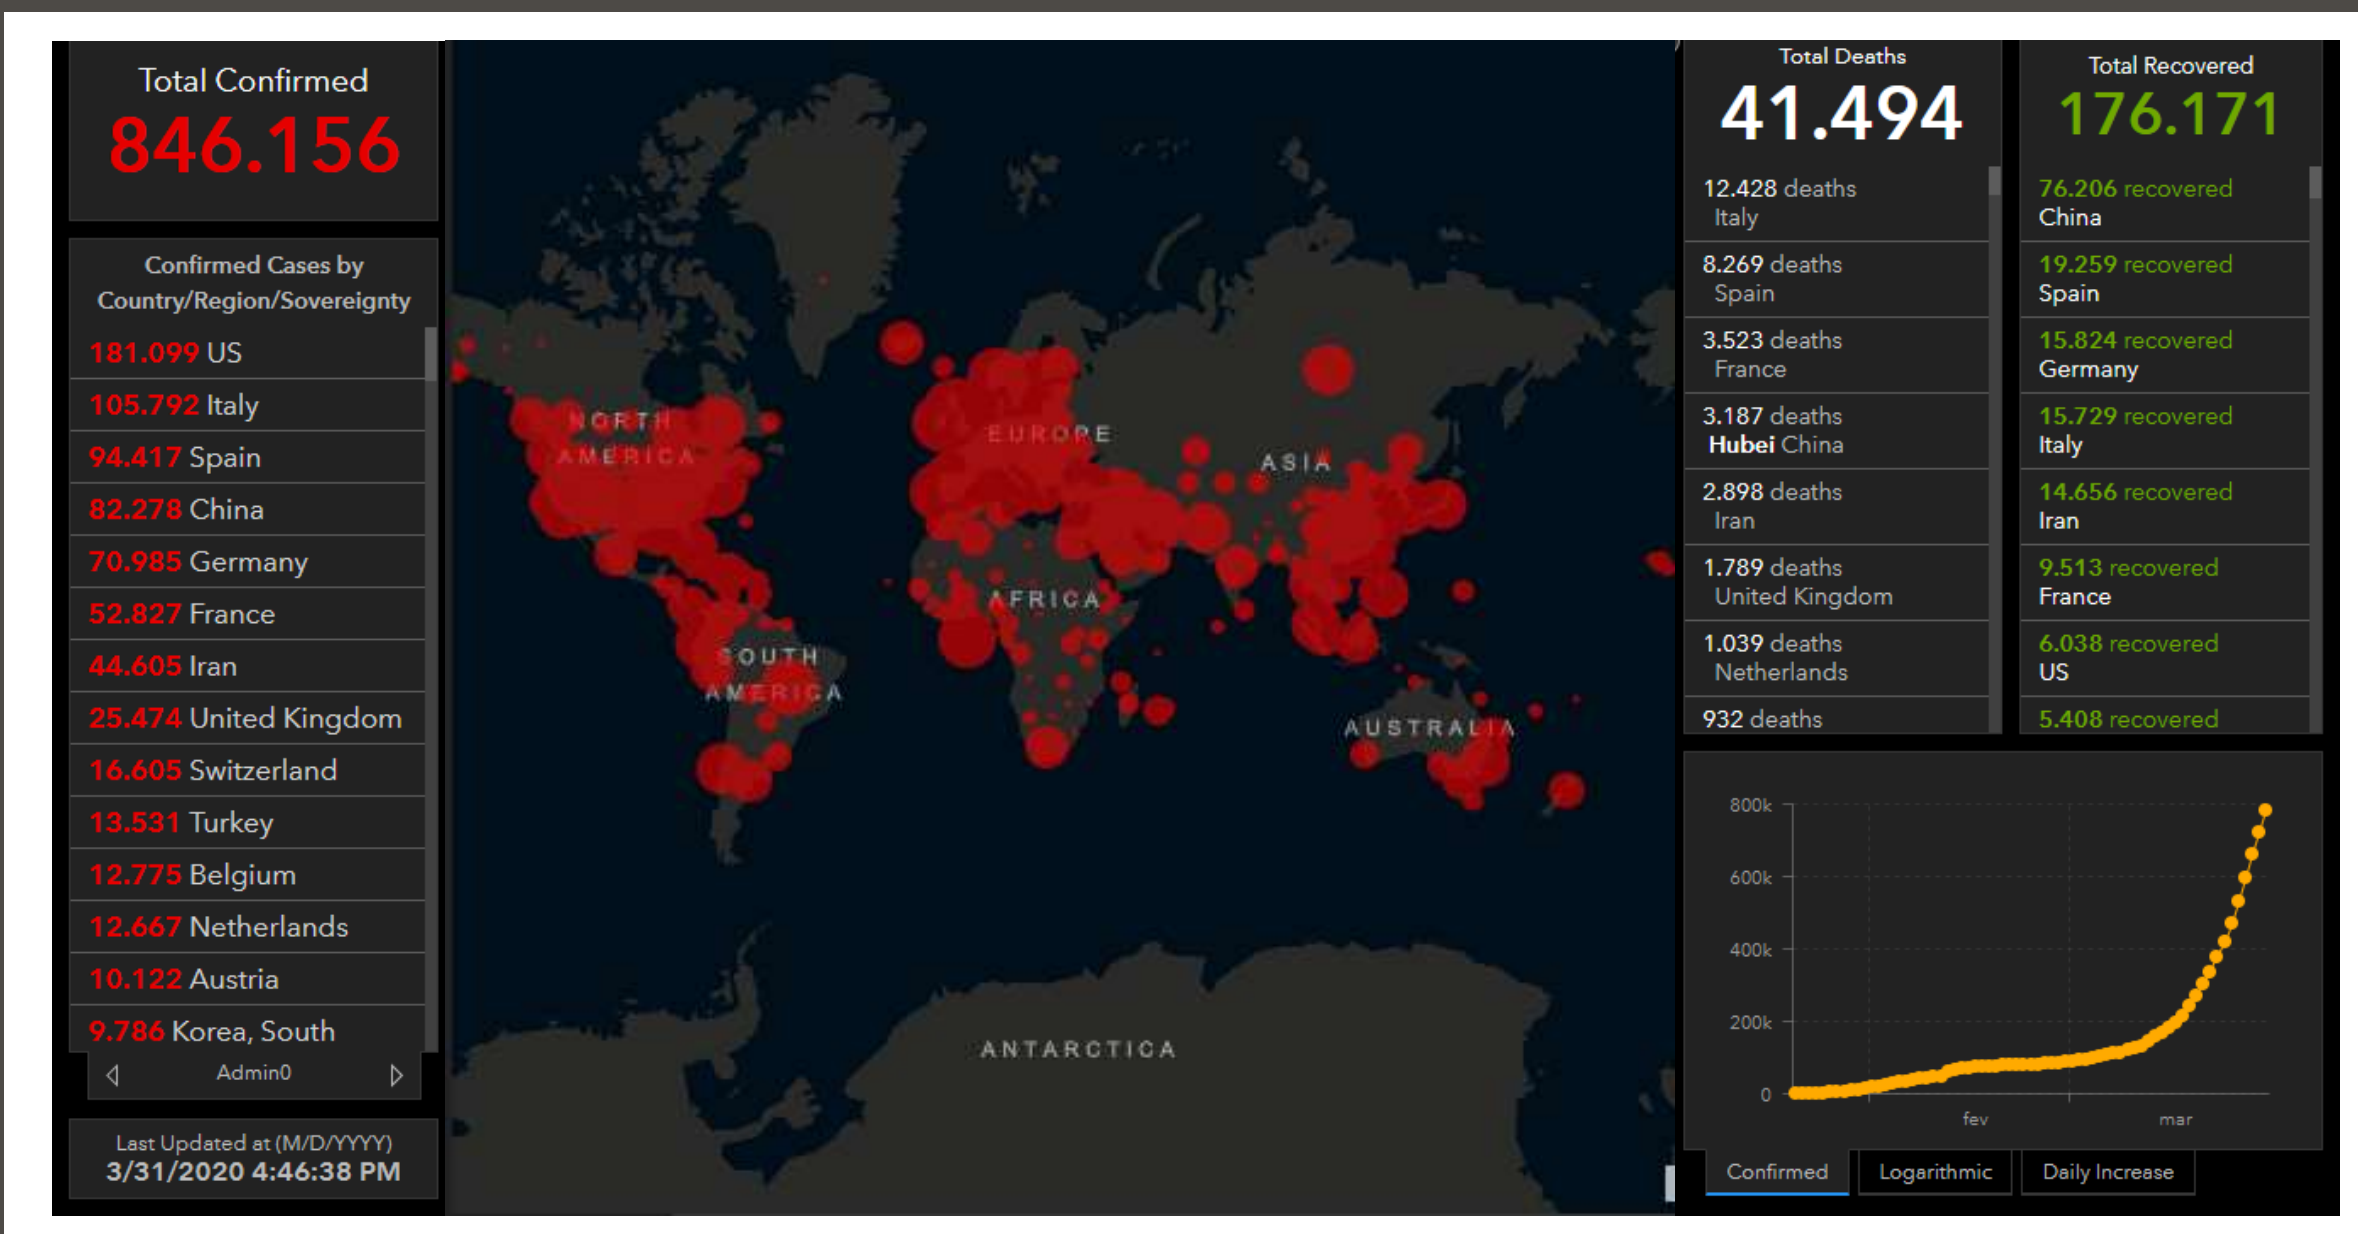 Total Confirmed
846.156
Confirmed Cases by
Country/Region/Sovereignty
181.099 US
105.792 Italy
94.417 Spain
82.278 China
70.985 Germany
52.827 France
44.605 Iran
25.474 United Kingdom
16.605 Switzerland
13.531 Turkey
12.775 Belgium
12.667 Netherlands
10.122 Austria
9.786 Korea, South
Admin0
Last Updated at (M/D/YYYY)
3/31/2020 4:46:38 PM
NORTH
AMERICA
EUROPE
ASIA
AFRICA
SOUTH
AMERICA
AUSTRALIA
ANTARCTICA
Total Deaths
41.494
12.428 deaths
Italy
8.269 deaths
Spain
3.523 deaths
France
3.187 deaths
Hubei China
2.898 deaths
Iran
1.789 deaths
United Kingdom
1.039 deaths
Netherlands
932 deaths
Total Recovered
176.171
76.206 recovered
China
19.259 recovered
Spain
15.824 recovered
Germany
15.729 recovered
Italy
14.656 recovered
Iran
9.513 recovered
France
6.038 recovered
US
5.408 recovered
800k
600k
400k
200k
0
fev mar
Confirmed Logarithmic Daily Increase